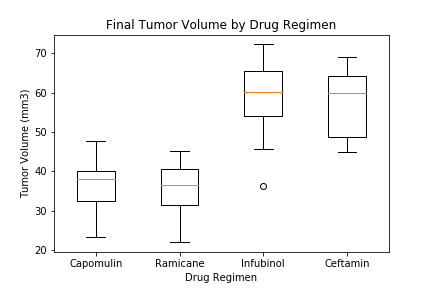 Final Tumor Volume by Drug Regimen
Tumor Volume (mm3)
70
60
50
40
30
20
Capomulin Ramicane Infubinol Ceftamin
Drug Regimen